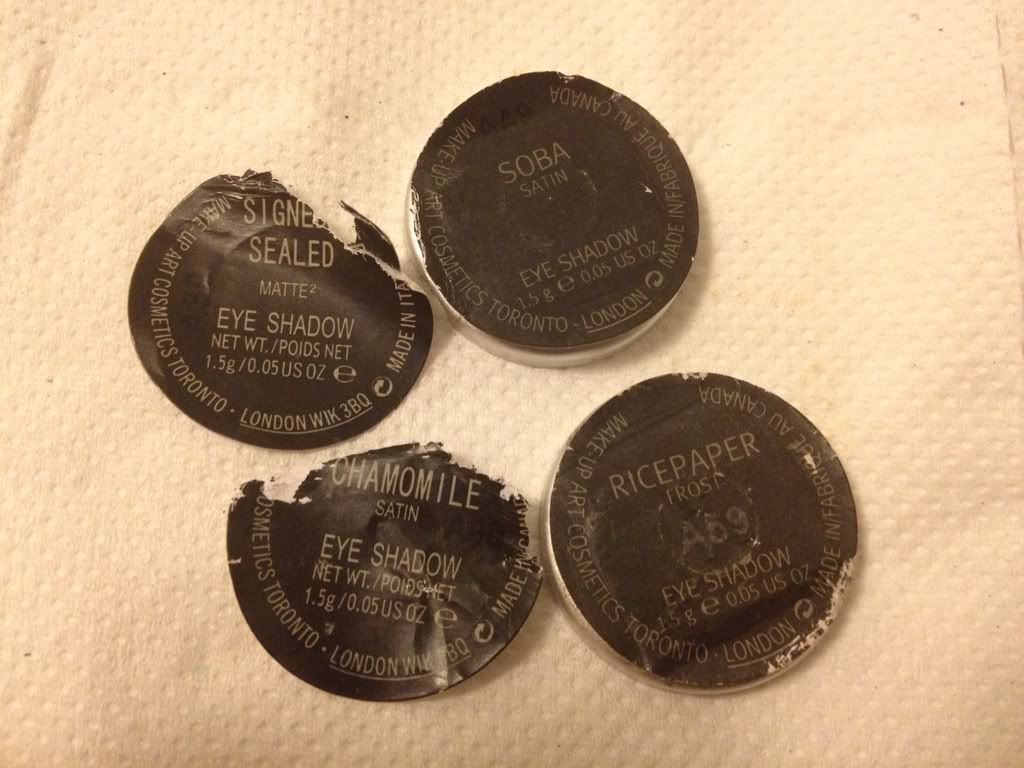 SIGNE
SEALED
MATTE²
EYE SHADOW
NET WT./POIDS NET
1.5g/0.05 US OZ e
MAKE-UP ART COSMETICS TORONTO · LONDON WIK 3BQ
MADE IN ITA
SOBA
SATIN
EYE SHADOW
1.5 g e 0.05 US OZ
MAKE-UP ART COSMETICS TORONTO · LONDON
MADE IN/FABRIQUE AU CANADA
CHAMOMILE
SATIN
EYE SHADOW
NET WT./POIDS NET
1.5g/0.05 US OZ e
OSMETICS TORONTO · LONDON WIK 3BQ
MADE IN
RICEPAPER
FROST
A69
EYE SHADOW
1.5 g e 0.05 US OZ
MAKE-UP ART COSMETICS TORONTO · LONDON
MADE IN/FABRIQUE AU CANADA